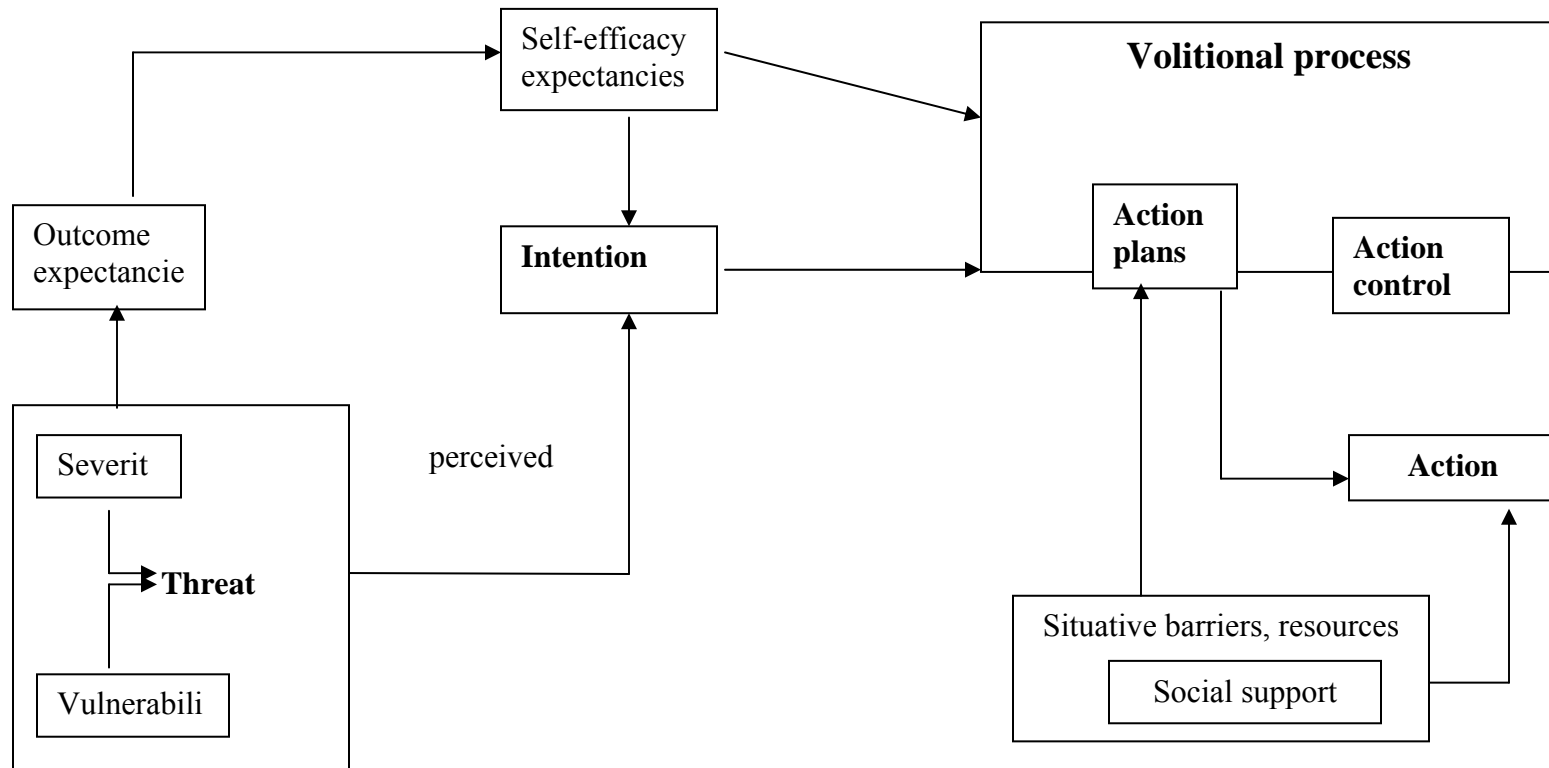 Self-efficacy
expectancies
Volitional process
Outcome
expectancie
Intention
Action
plans
Action
control
Severit
perceived
Threat
Vulnerabili
Action
Situative barriers, resources
Social support